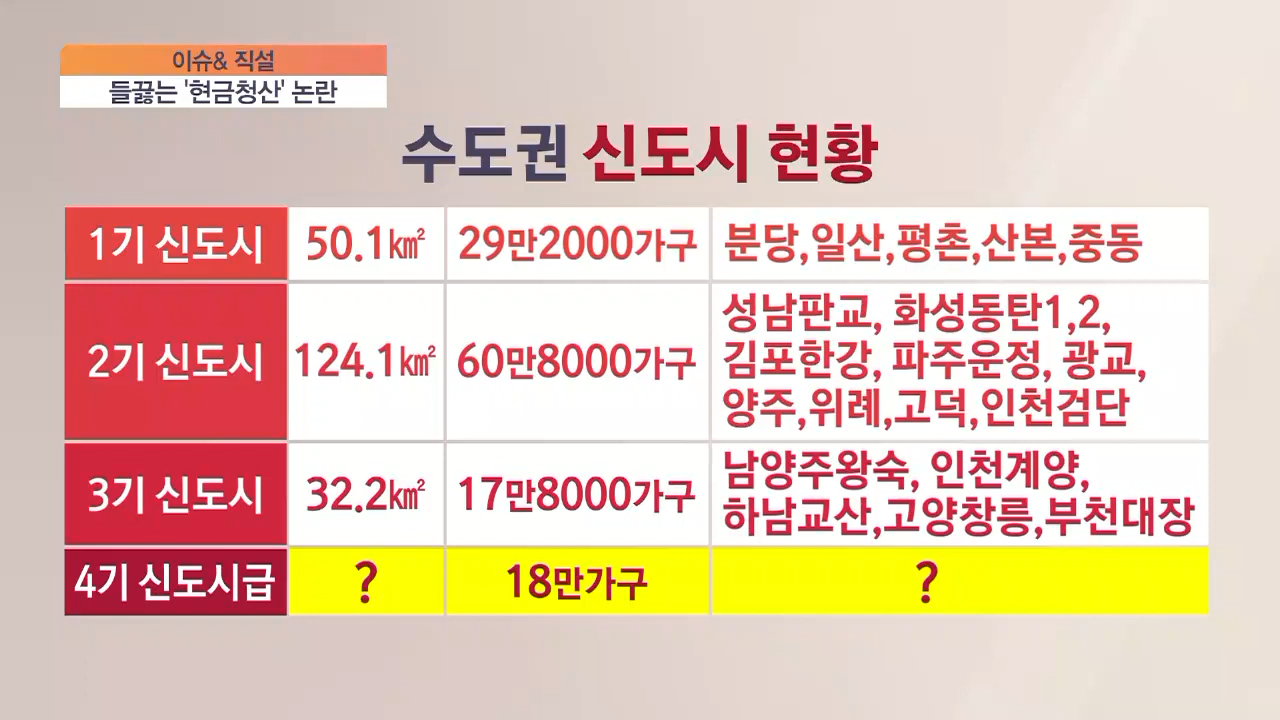 이슈& 직설
들끓는 '현금청산' 논란
수도권 신도시 현황
1기 신도시 50.1㎢ 29만2000가구 분당,일산,평촌,산본,중동
2기 신도시 124.1㎢ 60만8000가구 성남판교, 화성동탄1,2,
김포한강, 파주운정, 광교,
양주,위례,고덕,인천검단
3기 신도시 32.2㎢ 17만8000가구 남양주왕숙, 인천계양,
하남교산,고양창릉,부천대장
4기 신도시급 ? 18만가구 ?